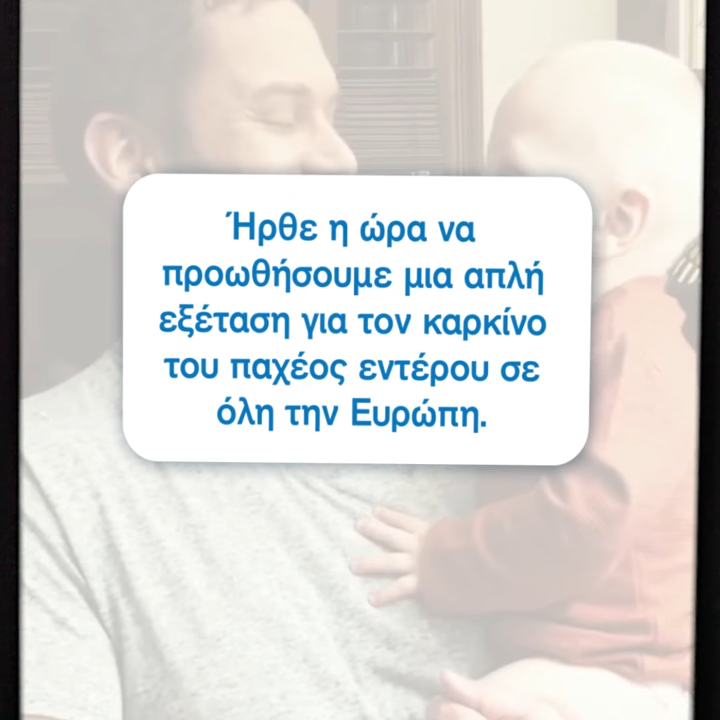 Ήρθε η ώρα να
προωθήσουμε μια απλή
εξέταση για τον καρκίνο
του παχέος εντέρου σε
όλη την Ευρώπη.